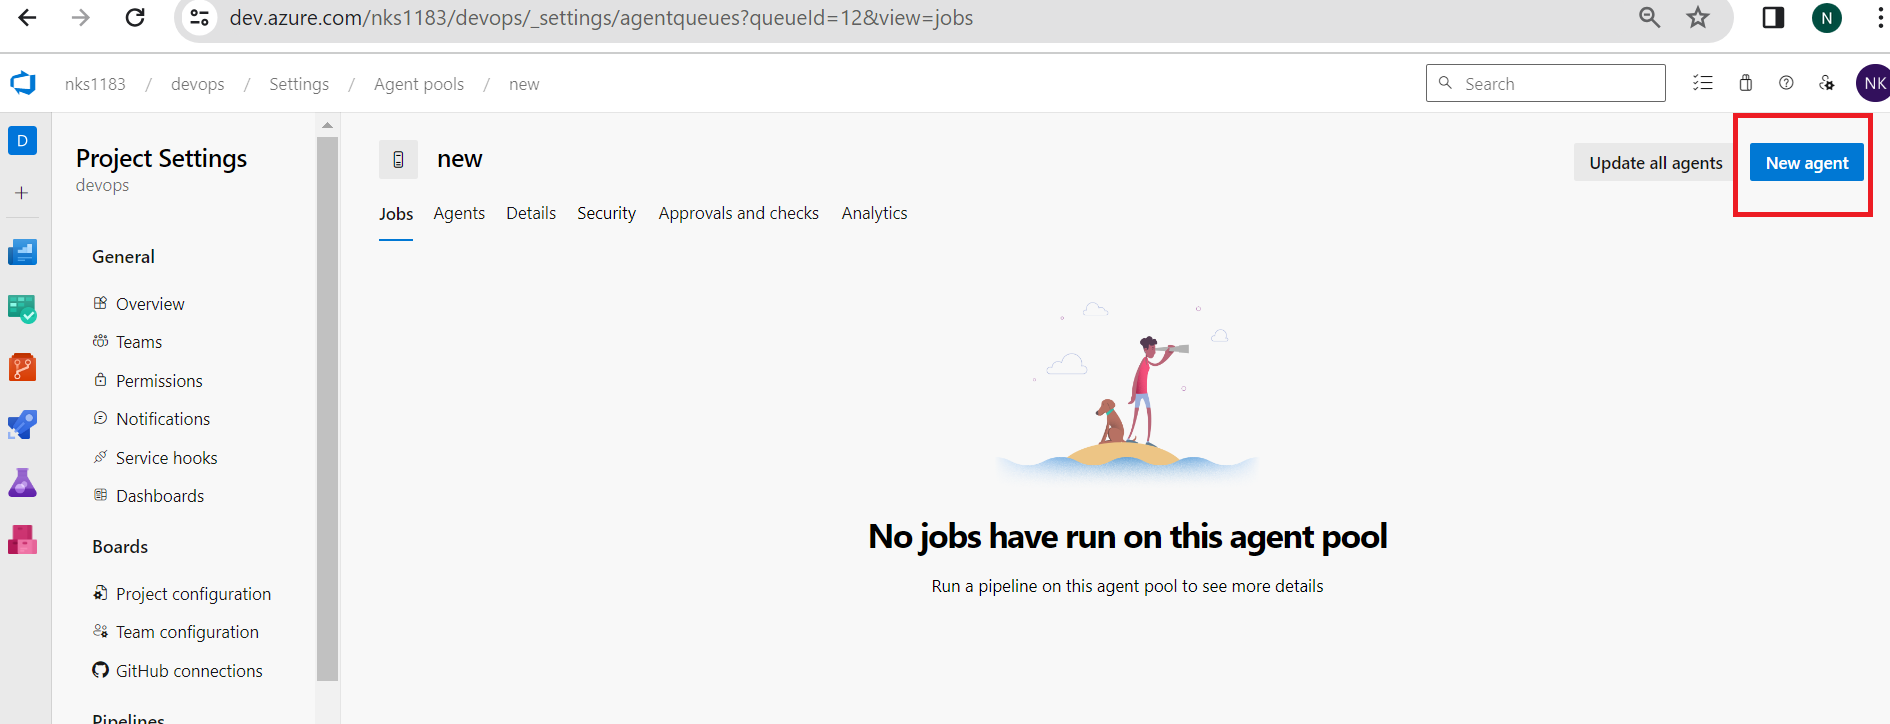 dev.azure.com/nks1183/devops/_settings/agentqueues?queueId=12&view=jobs
N
nks1183 / devops / Settings / Agent pools / new
Search
NK
D
Project Settings
devops
new
Update all agents
New agent
Jobs Agents Details Security Approvals and checks Analytics
General
Overview
Teams
Permissions
Notifications
Service hooks
Dashboards
Boards
Project configuration
Team configuration
GitHub connections
Pipelines
No jobs have run on this agent pool
Run a pipeline on this agent pool to see more details